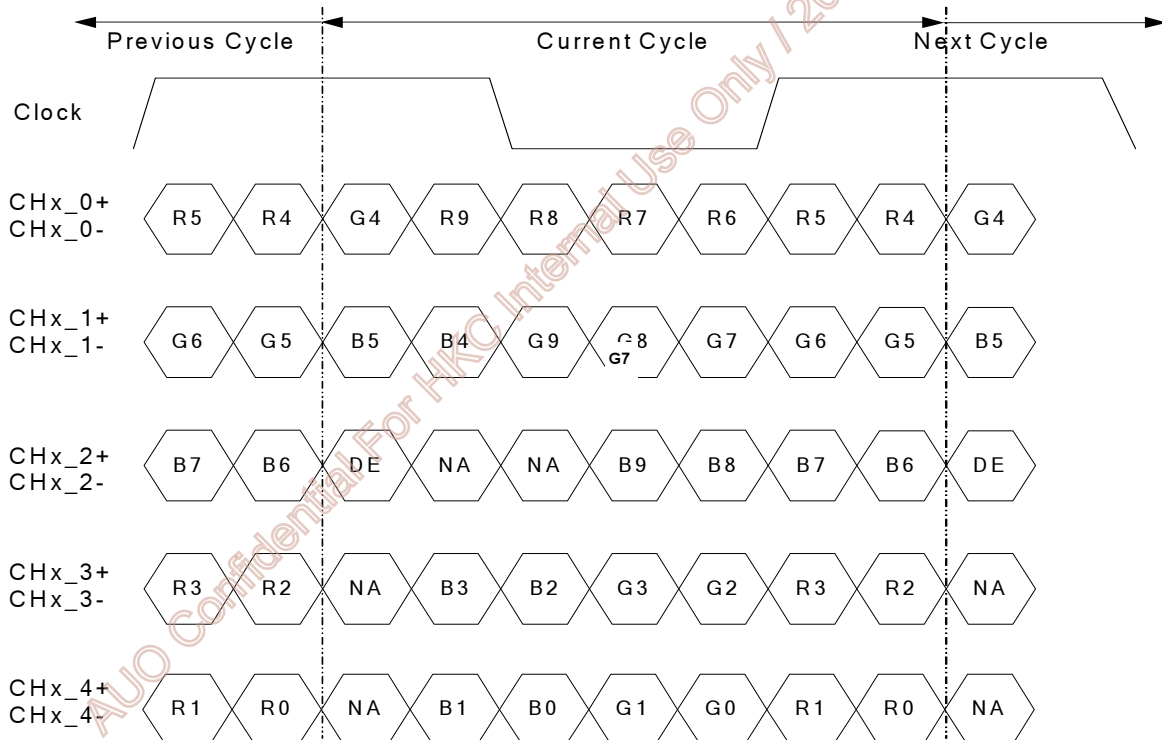 Previous Cycle Current Cycle Next Cycle
Clock
CHx_0+
CHx_0-
R5 R4 G4 R9 R8 R7 R6 R5 R4 G4
CHx_1+
CHx_1-
G6 G5 B5 B4 G9 G8 G7 G6 G5 B5
G7
CHx_2+
CHx_2-
B7 B6 DE NA NA B9 B8 B7 B6 DE
CHx_3+
CHx_3-
R3 R2 NA B3 B2 G3 G2 R3 R2 NA
CHx_4+
CHx_4-
R1 R0 NA B1 B0 G1 G0 R1 R0 NA
AUO Confidential For HKC Internal Use Only / 20